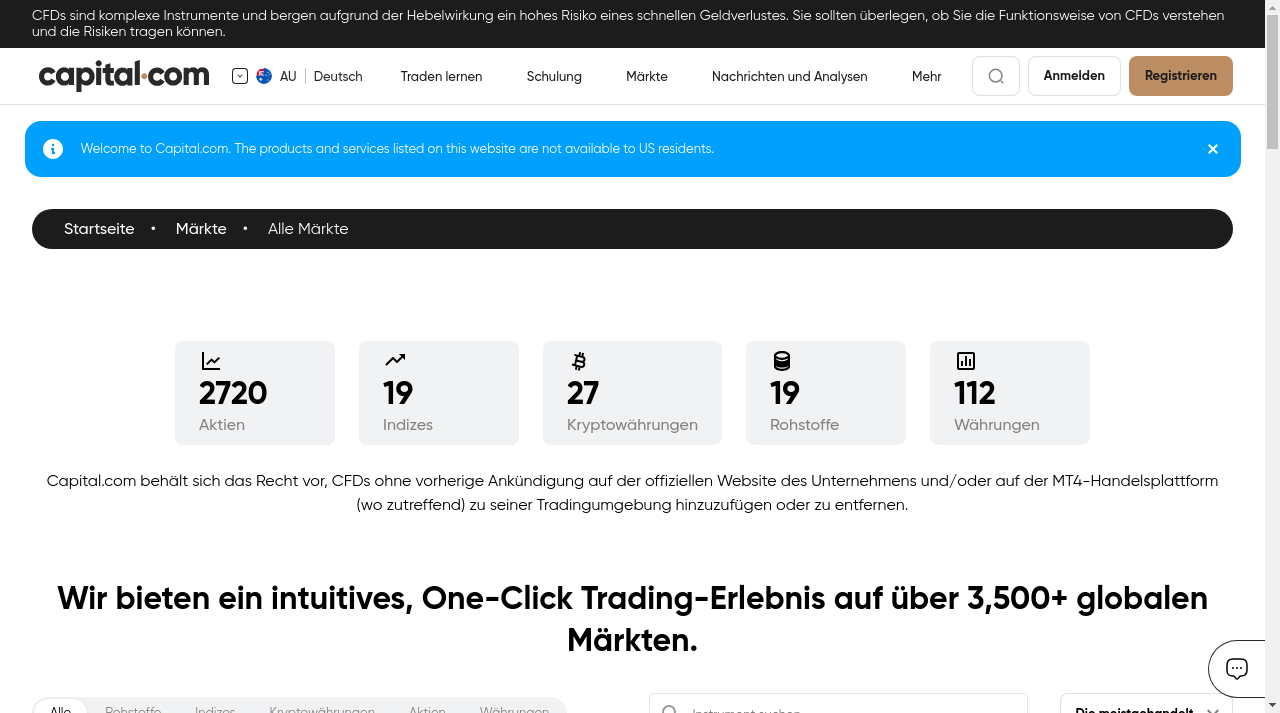 CFDs sind komplexe Instrumente und bergen aufgrund der Hebelwirkung ein hohes Risiko eines schnellen Geldverlustes. Sie sollten überlegen, ob Sie die Funktionsweise von CFDs verstehen
und die Risiken tragen können.
capital.com AU Deutsch Traden lernen Schulung Märkte Nachrichten und Analysen Mehr Anmelden Registrieren
Welcome to Capital.com. The products and services listed on this website are not available to US residents.
Startseite • Märkte • Alle Märkte
2720 19 27 19 112
Aktien Indizes Kryptowährungen Rohstoffe Währungen
Capital.com behält sich das Recht vor, CFDs ohne vorherige Ankündigung auf der offiziellen Website des Unternehmens und/oder auf der MT4-Handelsplattform
(wo zutreffend) zu seiner Tradingumgebung hinzuzufügen oder zu entfernen.
Wir bieten ein intuitives, One-Click Trading-Erlebnis auf über 3,500+ globalen
Märkten.
Alle Rohstoffe Indizes Kryptowährungen Aktien Währungen Instrument suchen Die meistgehandelt